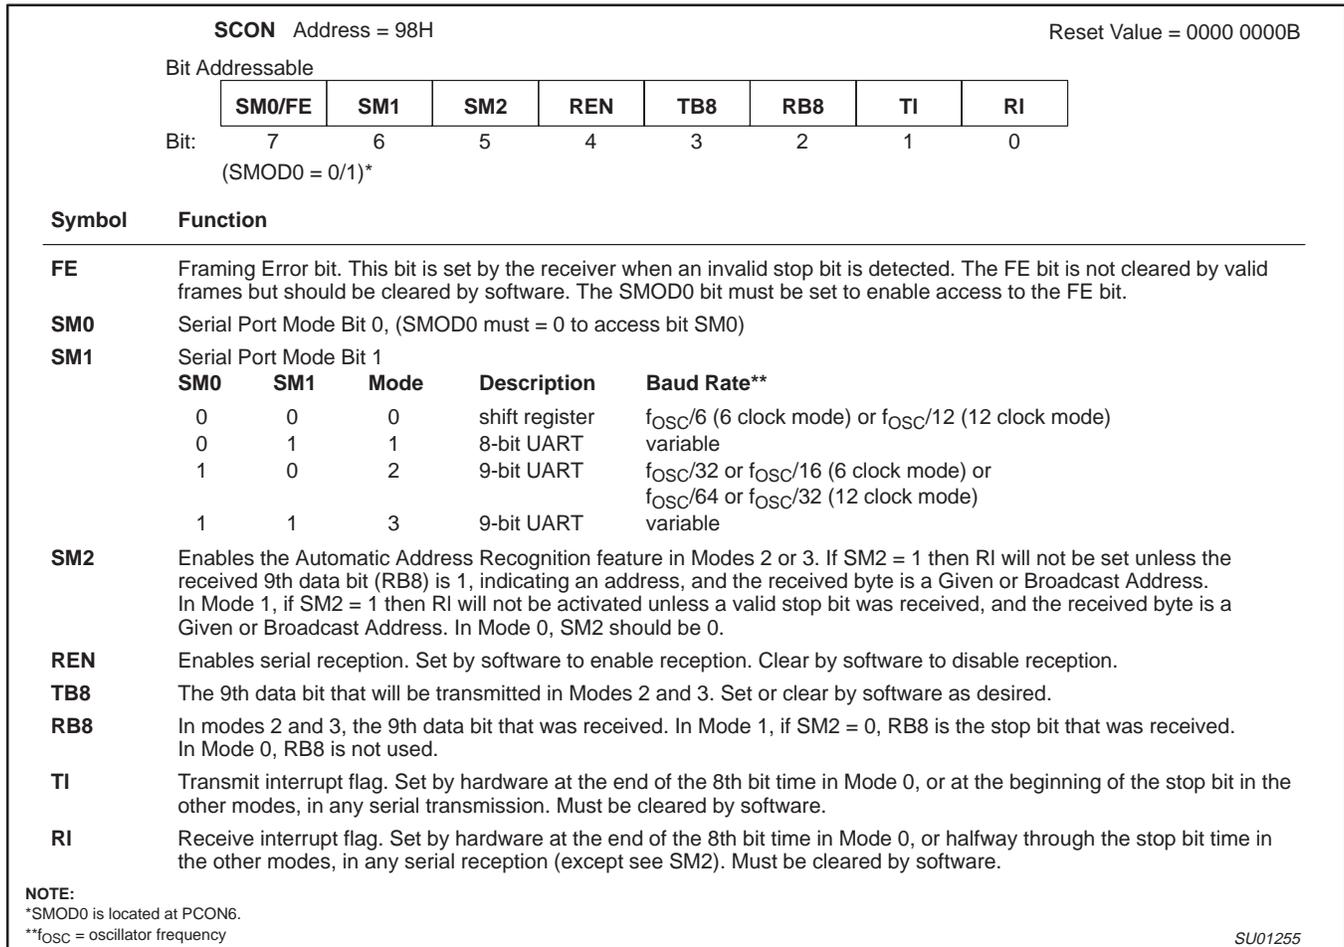 SCON Address = 98H Reset Value = 0000 0000B
Bit Addressable
SM0/FE SM1 SM2 REN TB8 RB8 TI RI
Bit: 7 6 5 4 3 2 1 0
(SMOD0 = 0/1)*
Symbol Function
FE Framing Error bit. This bit is set by the receiver when an invalid stop bit is detected. The FE bit is not cleared by valid
frames but should be cleared by software. The SMOD0 bit must be set to enable access to the FE bit.
SM0 Serial Port Mode Bit 0, (SMOD0 must = 0 to access bit SM0)
SM1 Serial Port Mode Bit 1
SM0 SM1 Mode Description Baud Rate**
0 0 0 shift register fOSC/6 (6 clock mode) or fOSC/12 (12 clock mode)
0 1 1 8-bit UART variable
1 0 2 9-bit UART fOSC/32 or fOSC/16 (6 clock mode) or
fOSC/64 or fOSC/32 (12 clock mode)
1 1 3 9-bit UART variable
SM2 Enables the Automatic Address Recognition feature in Modes 2 or 3. If SM2 = 1 then RI will not be set unless the
received 9th data bit (RB8) is 1, indicating an address, and the received byte is a Given or Broadcast Address.
In Mode 1, if SM2 = 1 then RI will not be activated unless a valid stop bit was received, and the received byte is a
Given or Broadcast Address. In Mode 0, SM2 should be 0.
REN Enables serial reception. Set by software to enable reception. Clear by software to disable reception.
TB8 The 9th data bit that will be transmitted in Modes 2 and 3. Set or clear by software as desired.
RB8 In modes 2 and 3, the 9th data bit that was received. In Mode 1, if SM2 = 0, RB8 is the stop bit that was received.
In Mode 0, RB8 is not used.
TI Transmit interrupt flag. Set by hardware at the end of the 8th bit time in Mode 0, or at the beginning of the stop bit in the
other modes, in any serial transmission. Must be cleared by software.
RI Receive interrupt flag. Set by hardware at the end of the 8th bit time in Mode 0, or halfway through the stop bit time in
the other modes, in any serial reception (except see SM2). Must be cleared by software.
NOTE:
*SMOD0 is located at PCON6.
**fOSC = oscillator frequency SU01255